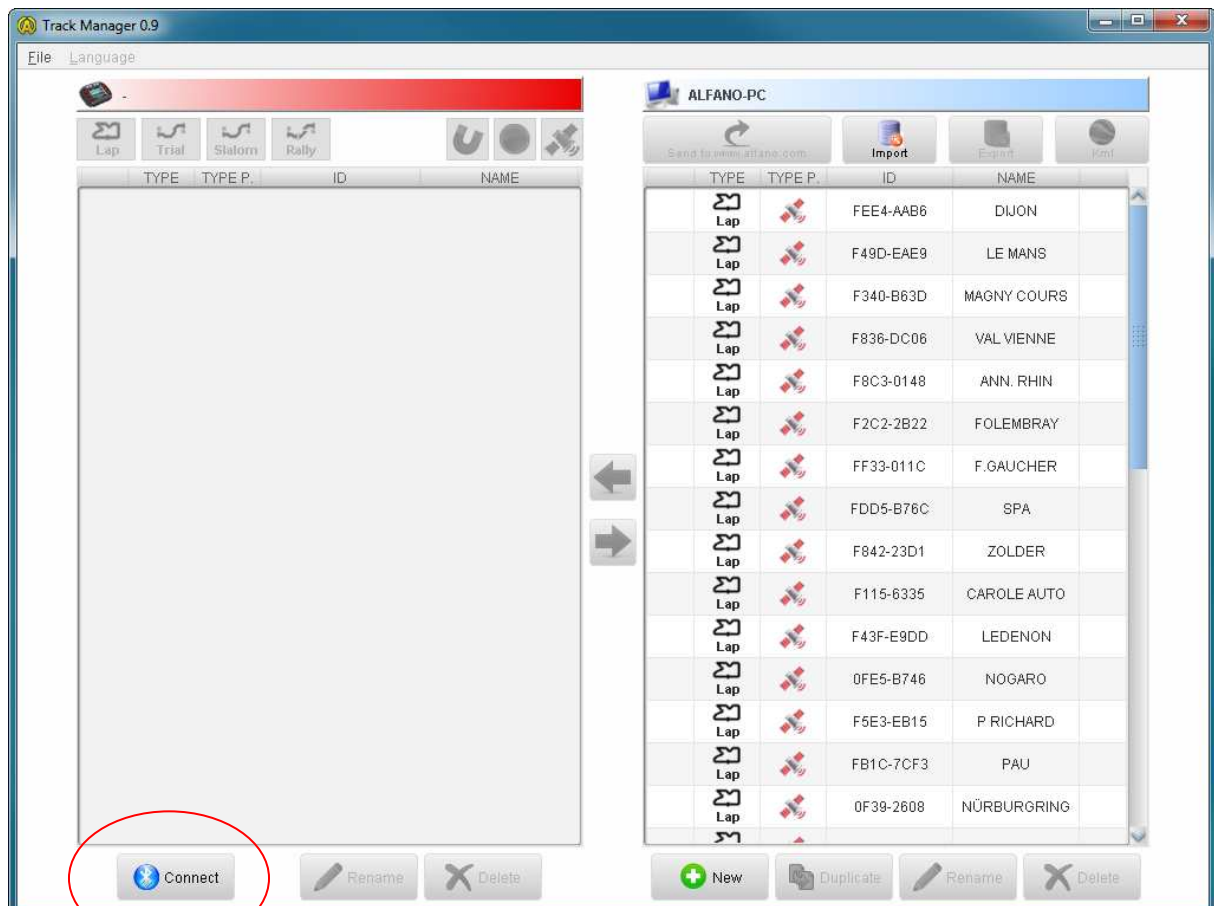 Track Manager 0.9
File Language
-
Lap Trial Slalom Rally
TYPE TYPE P. ID NAME
Connect
Rename
Delete
ALFANO-PC
Send to www.alfano.com
Import
Export
Kml
TYPE TYPE P. ID NAME
Lap FEE4-AAB6 DIJON
Lap F49D-EAE9 LE MANS
Lap F340-B63D MAGNY COURS
Lap F836-DC06 VAL VIENNE
Lap F8C3-0148 ANN. RHIN
Lap F2C2-2B22 FOLEMBRAY
Lap FF33-011C F.GAUCHER
Lap FDD5-B76C SPA
Lap F842-23D1 ZOLDER
Lap F115-6335 CAROLE AUTO
Lap F43F-E9DD LEDENON
Lap 0FE5-B746 NOGARO
Lap F5E3-EB15 P RICHARD
Lap FB1C-7CF3 PAU
Lap 0F39-2608 NÜRBURGRING
New
Duplicate
Rename
Delete